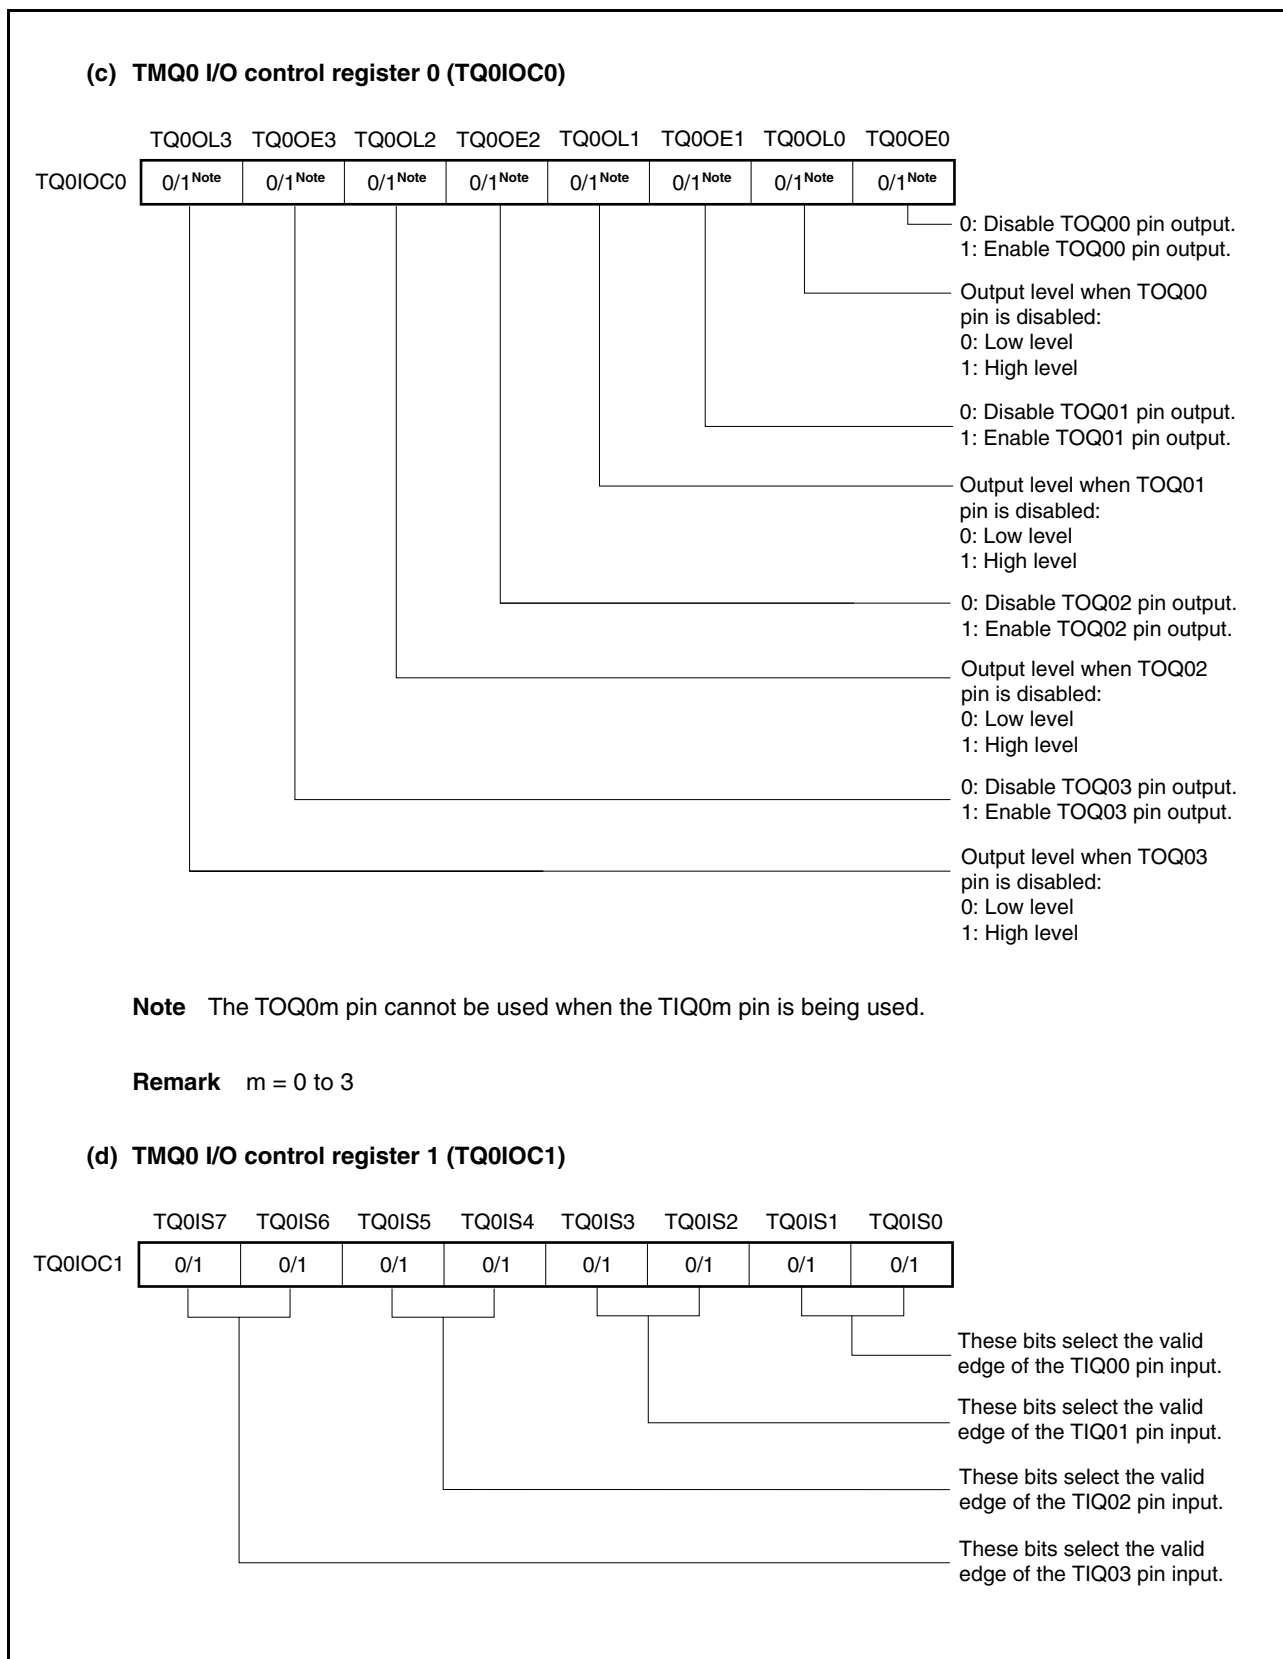 (c) TMQ0 I/O control register 0 (TQ0IOC0)
TQ0OL3 TQ0OE3 TQ0OL2 TQ0OE2 TQ0OL1 TQ0OE1 TQ0OL0 TQ0OE0
TQ0IOC0 0/1Note 0/1Note 0/1Note 0/1Note 0/1Note 0/1Note 0/1Note 0/1Note
0: Disable TOQ00 pin output.
1: Enable TOQ00 pin output.
Output level when TOQ00
pin is disabled:
0: Low level
1: High level
0: Disable TOQ01 pin output.
1: Enable TOQ01 pin output.
Output level when TOQ01
pin is disabled:
0: Low level
1: High level
0: Disable TOQ02 pin output.
1: Enable TOQ02 pin output.
Output level when TOQ02
pin is disabled:
0: Low level
1: High level
0: Disable TOQ03 pin output.
1: Enable TOQ03 pin output.
Output level when TOQ03
pin is disabled:
0: Low level
1: High level
Note The TOQ0m pin cannot be used when the TIQ0m pin is being used.
Remark m = 0 to 3
(d) TMQ0 I/O control register 1 (TQ0IOC1)
TQ0IS7 TQ0IS6 TQ0IS5 TQ0IS4 TQ0IS3 TQ0IS2 TQ0IS1 TQ0IS0
TQ0IOC1 0/1 0/1 0/1 0/1 0/1 0/1 0/1 0/1
These bits select the valid
edge of the TIQ00 pin input.
These bits select the valid
edge of the TIQ01 pin input.
These bits select the valid
edge of the TIQ02 pin input.
These bits select the valid
edge of the TIQ03 pin input.